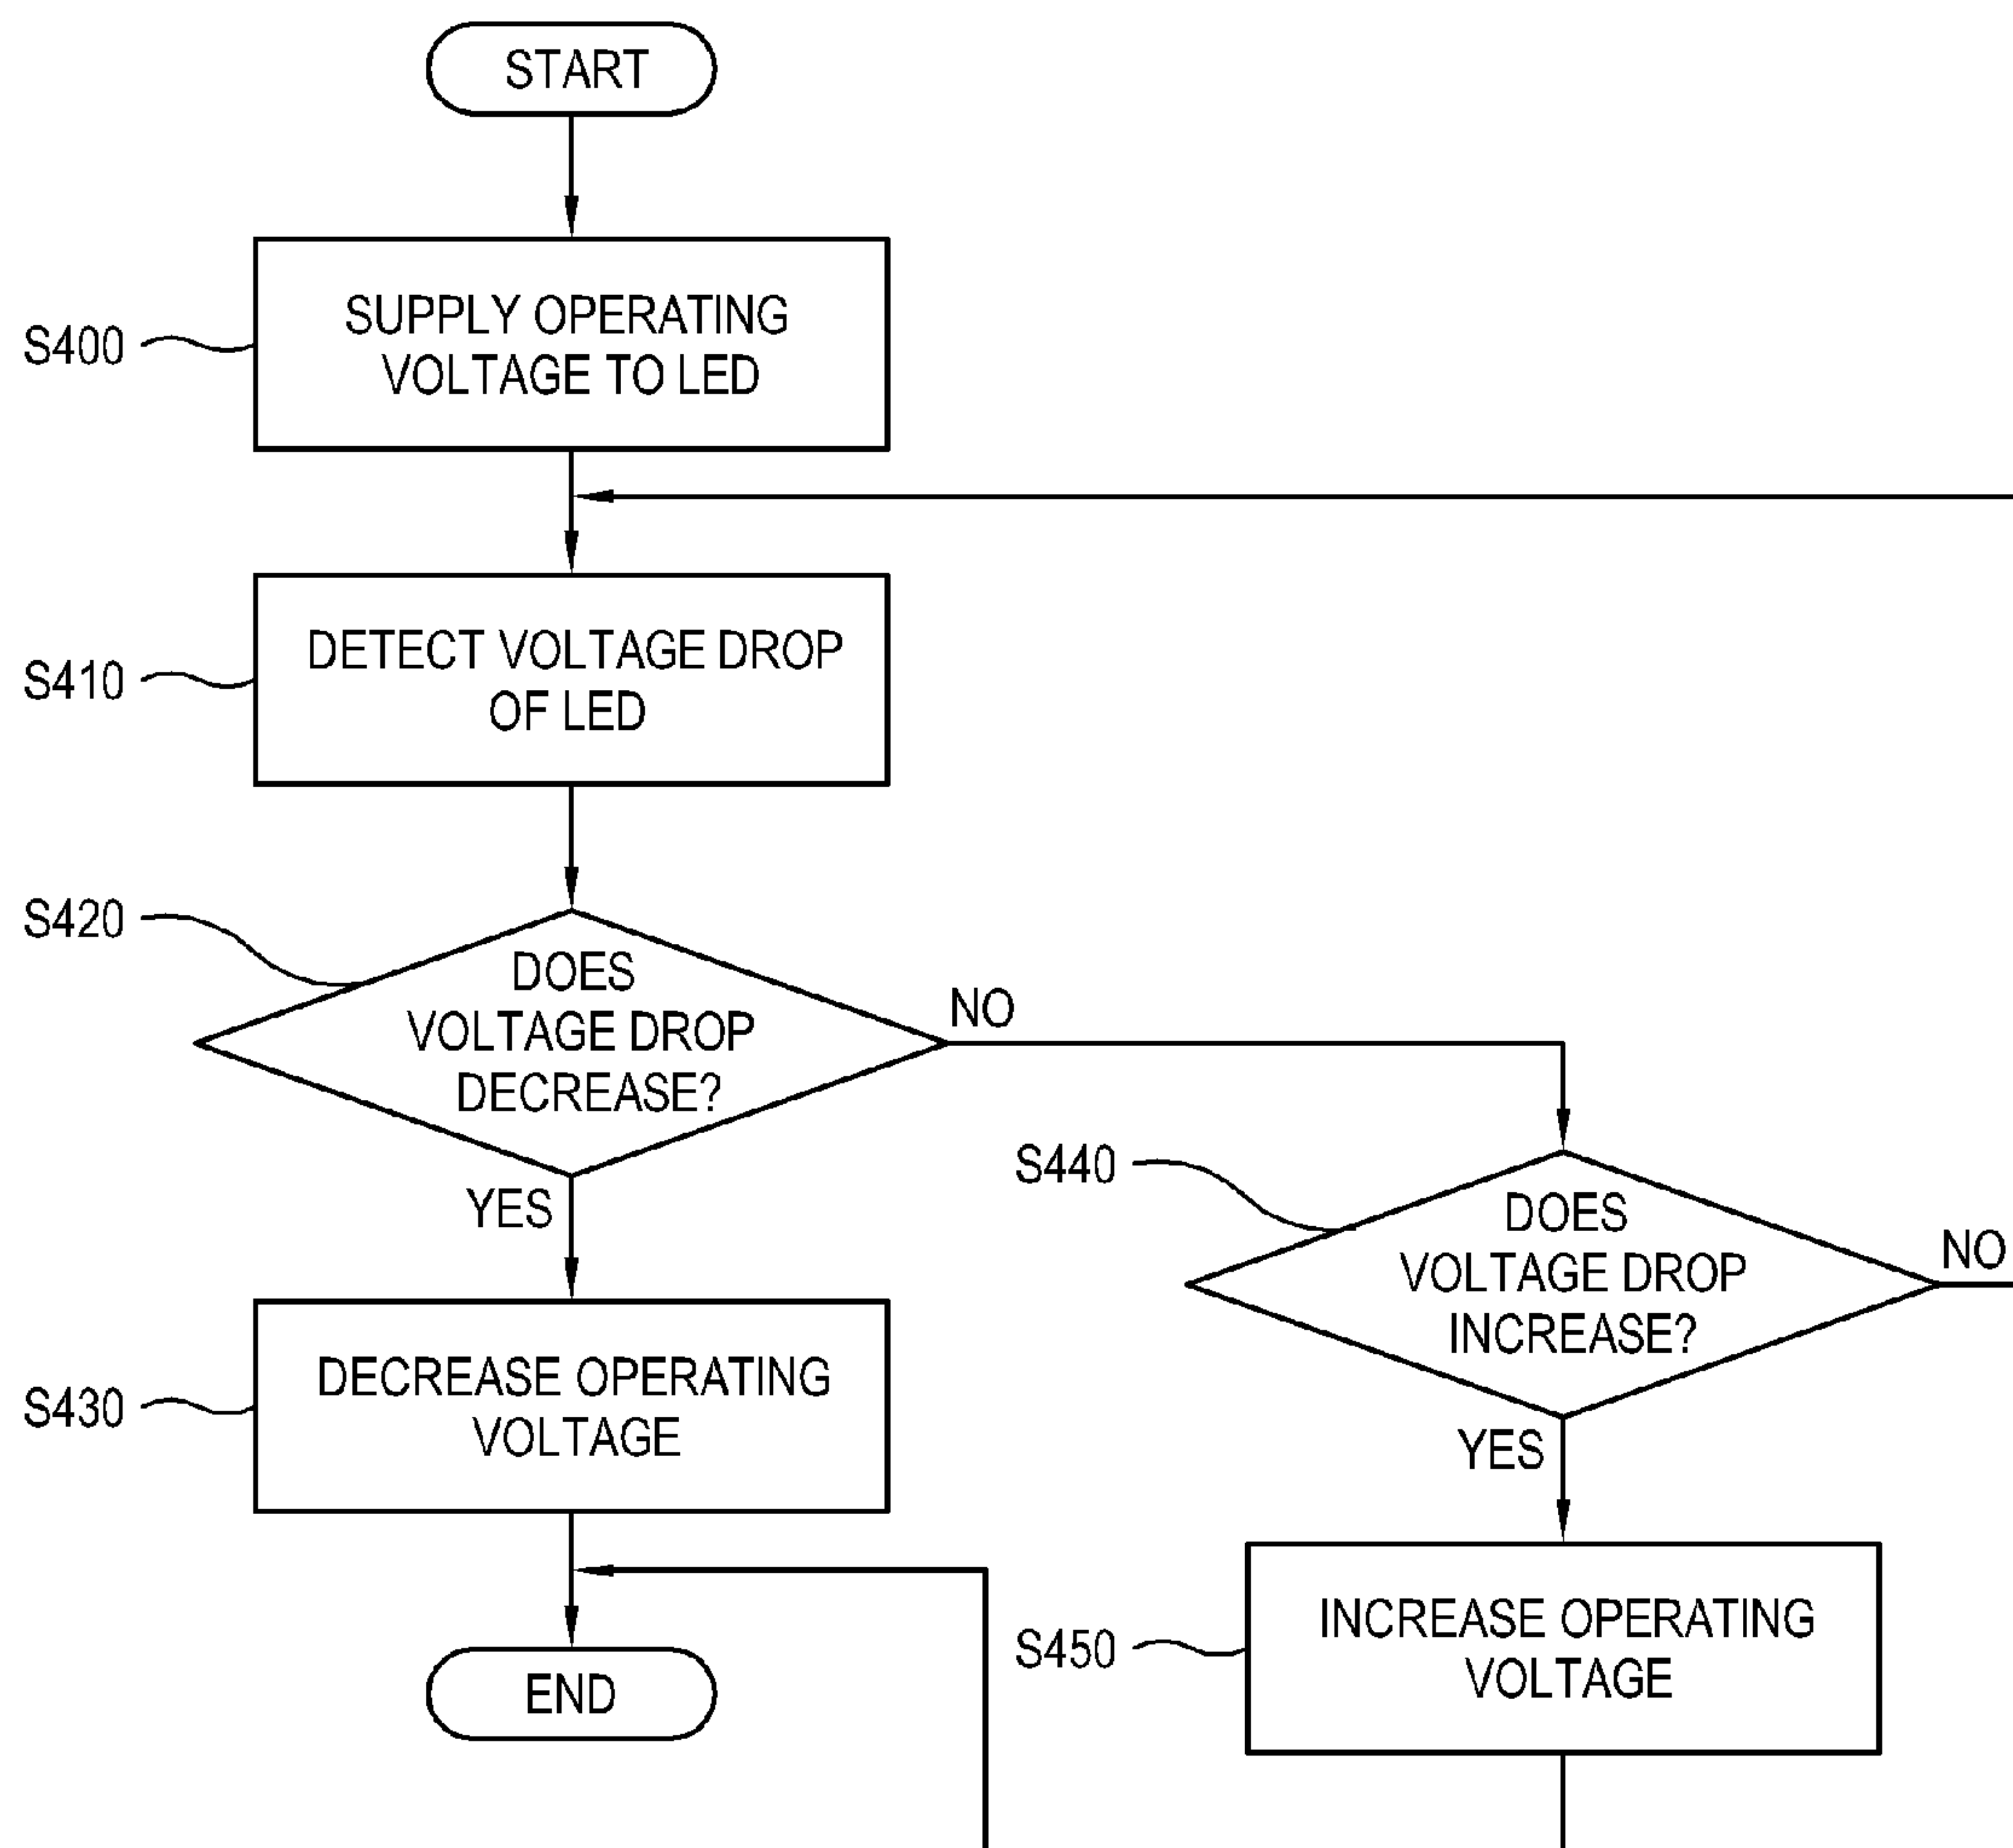 START
S400
SUPPLY OPERATING
VOLTAGE TO LED
S410
DETECT VOLTAGE DROP
OF LED
S420
DOES
VOLTAGE DROP
DECREASE?
NO
YES
S430
DECREASE OPERATING
VOLTAGE
END
S440
DOES
VOLTAGE DROP
INCREASE?
NO
YES
S450
INCREASE OPERATING
VOLTAGE